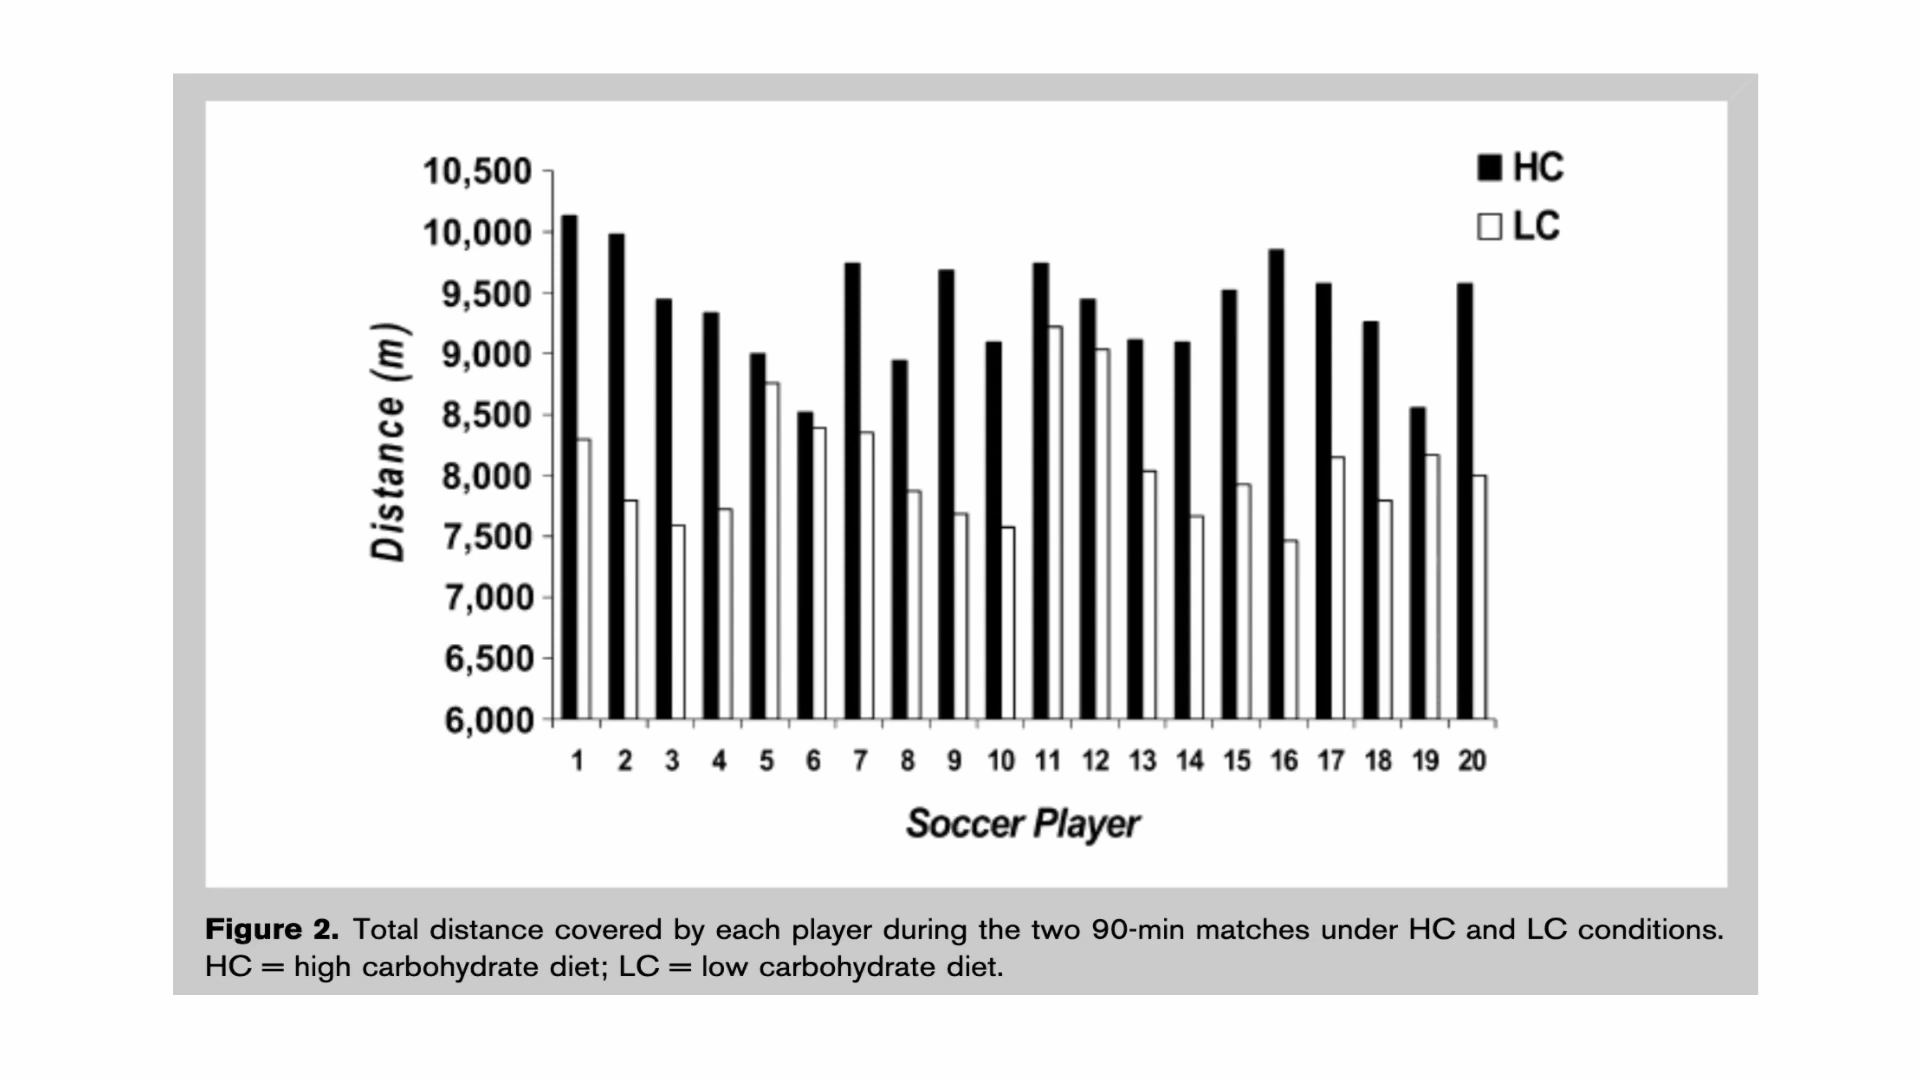 10,500
10,000
9,500
9,000
8,500
8,000
7,500
7,000
6,500
6,000
Distance (m)
HC
LC
1 2 3 4 5 6 7 8 9 10 11 12 13 14 15 16 17 18 19 20
Soccer Player
Figure 2. Total distance covered by each player during the two 90-min matches under HC and LC conditions.
HC = high carbohydrate diet; LC = low carbohydrate diet.